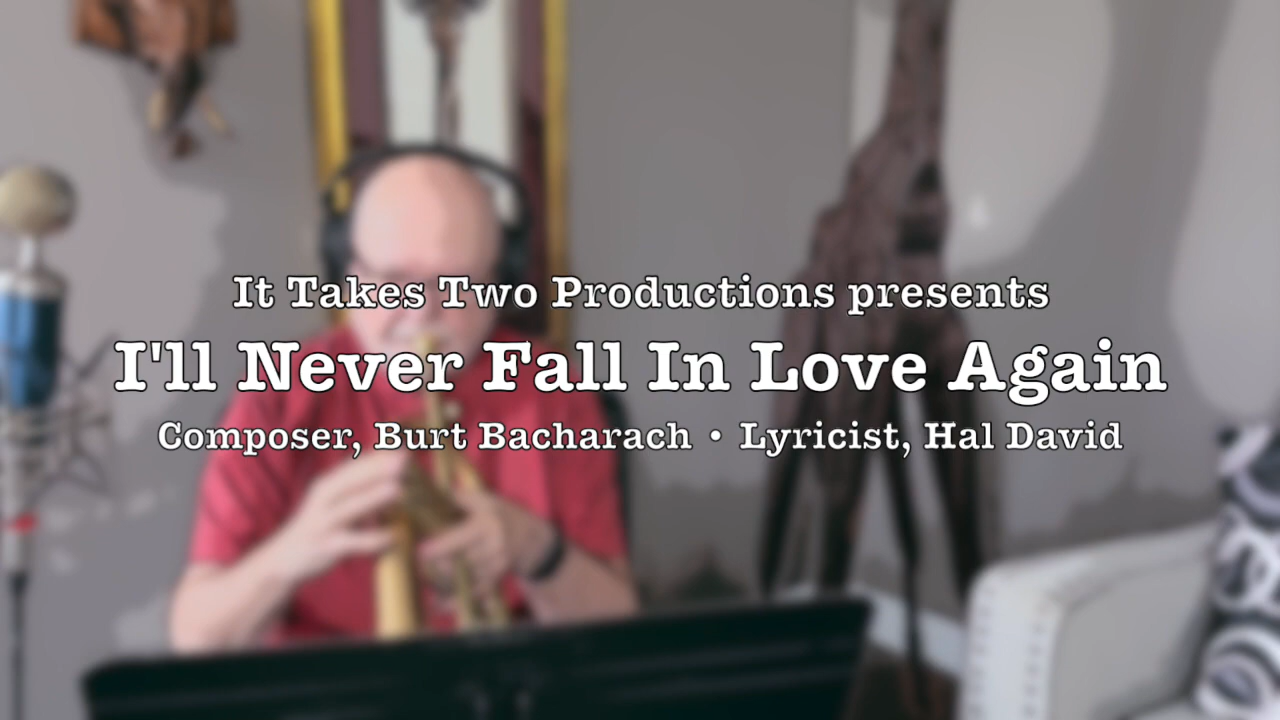 It Takes Two Productions presents
I'll Never Fall In Love Again
Composer, Burt Bacharach • Lyricist, Hal David